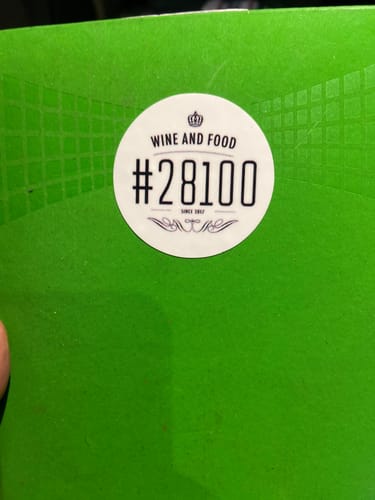 WINE AND FOOD
#28100
SINCE 2017